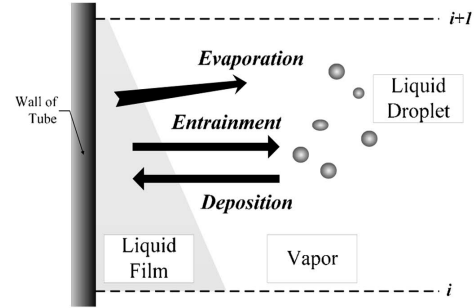 i+1
Evaporation
Liquid
Droplet
Wall of
Tube
Entrainment
Deposition
Liquid
Film
Vapor
i